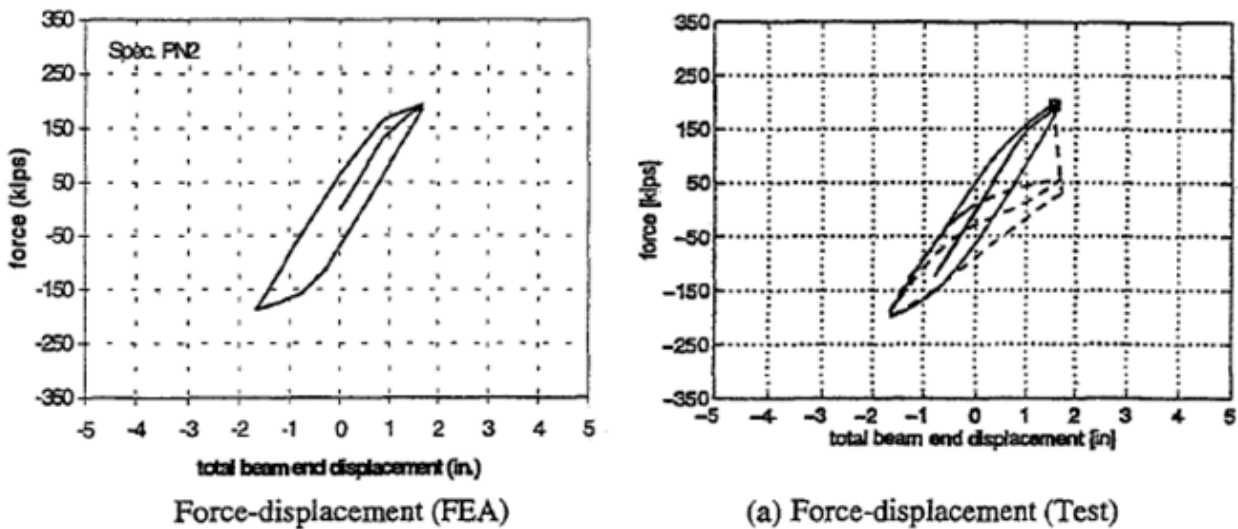 350
250
150
50
-50
-150
-250
-350
force (kips)
Spec. PN2
-5 -4 -3 -2 -1 0 1 2 3 4 5
total beam end displacement (in.)
Force-displacement (FEA)
350
250
150
50
-50
-150
-250
-350
force [kips]
-5 -4 -3 -2 -1 0 1 2 3 4 5
total beam end displacement [in]
(a) Force-displacement (Test)